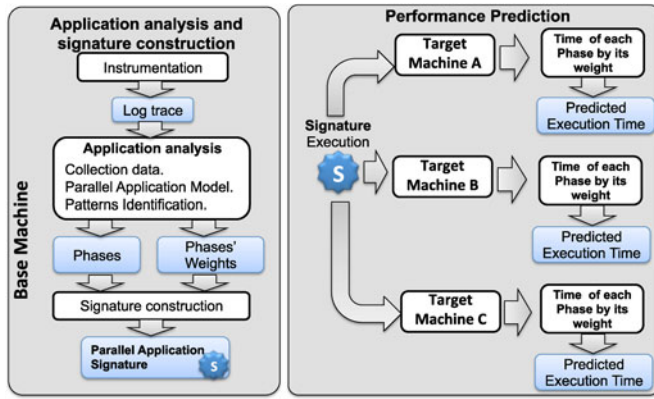 Application analysis and
signature construction
Instrumentation
Log trace
Application analysis
Collection data.
Parallel Application Model.
Patterns Identification.
Phases
Phases'
Weights
Signature construction
Parallel Application
Signature
S
Base Machine
Performance Prediction
Signature
Execution
S
Target
Machine A
Time of each
Phase by its
weight
Predicted
Execution Time
Target
Machine B
Time of each
Phase by its
weight
Predicted
Execution Time
Target
Machine C
Time of each
Phase by its
weight
Predicted
Execution Time